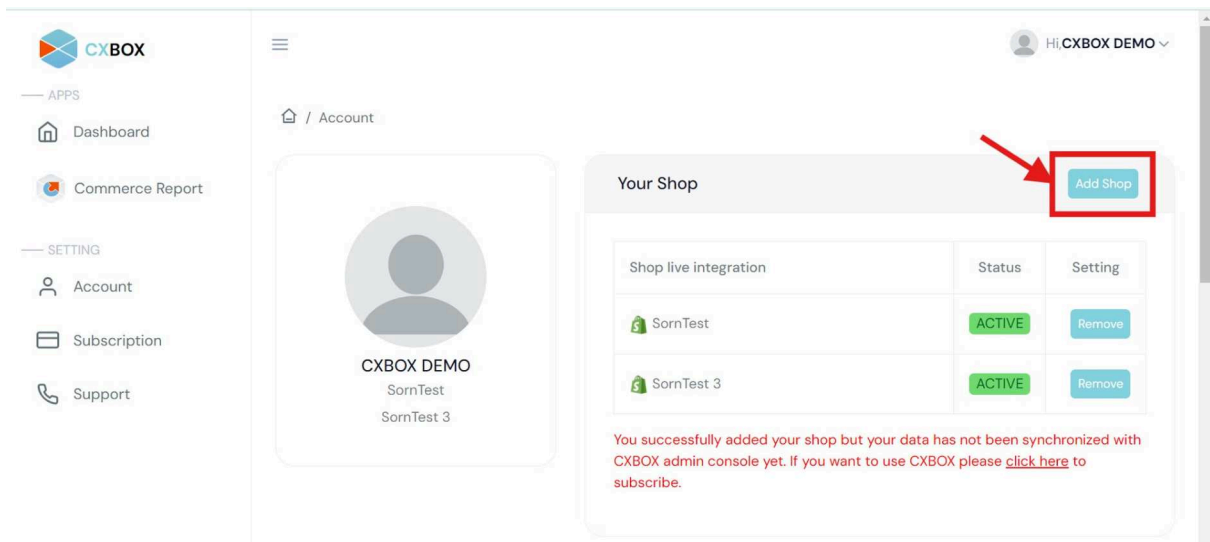 CXBOX
Hi,CXBOX DEMO
APPS
Dashboard
Commerce Report
SETTING
Account
Subscription
Support
/ Account
CXBOX DEMO
SornTest
SornTest 3
Your Shop
Add Shop
Shop live integration Status Setting
SornTest ACTIVE Remove
SornTest 3 ACTIVE Remove
You successfully added your shop but your data has not been synchronized with
CXBOX admin console yet. If you want to use CXBOX please click here to
subscribe.